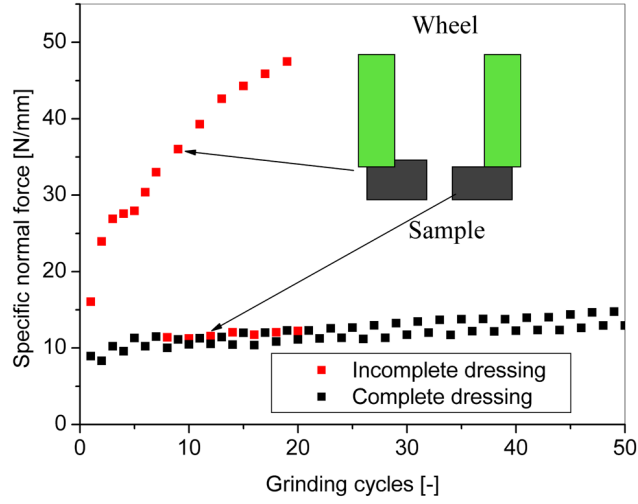 Wheel
Sample
Specific normal force [N/mm]
50
40
30
20
10
0
Incomplete dressing
Complete dressing
0 10 20 30 40 50
Grinding cycles [-]